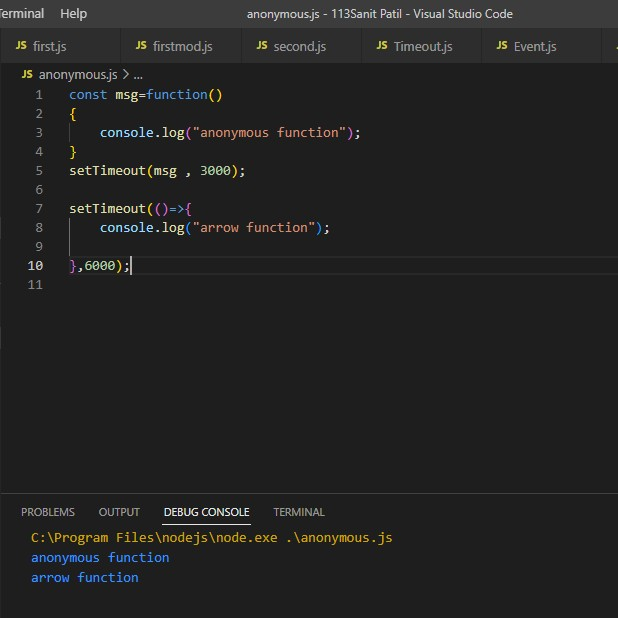 Terminal Help anonymous.js - 113Sanit Patil - Visual Studio Code
JS first.js JS firstmod.js JS second.js JS Timeout.js JS Event.js
JS anonymous.js > ...
1 const msg=function()
2 {
3 console.log("anonymous function");
4 }
5 setTimeout(msg , 3000);
6
7 setTimeout(()=>{
8 console.log("arrow function");
9
10 },6000);
11
PROBLEMS OUTPUT DEBUG CONSOLE TERMINAL
C:\Program Files\nodejs\node.exe .\anonymous.js
anonymous function
arrow function